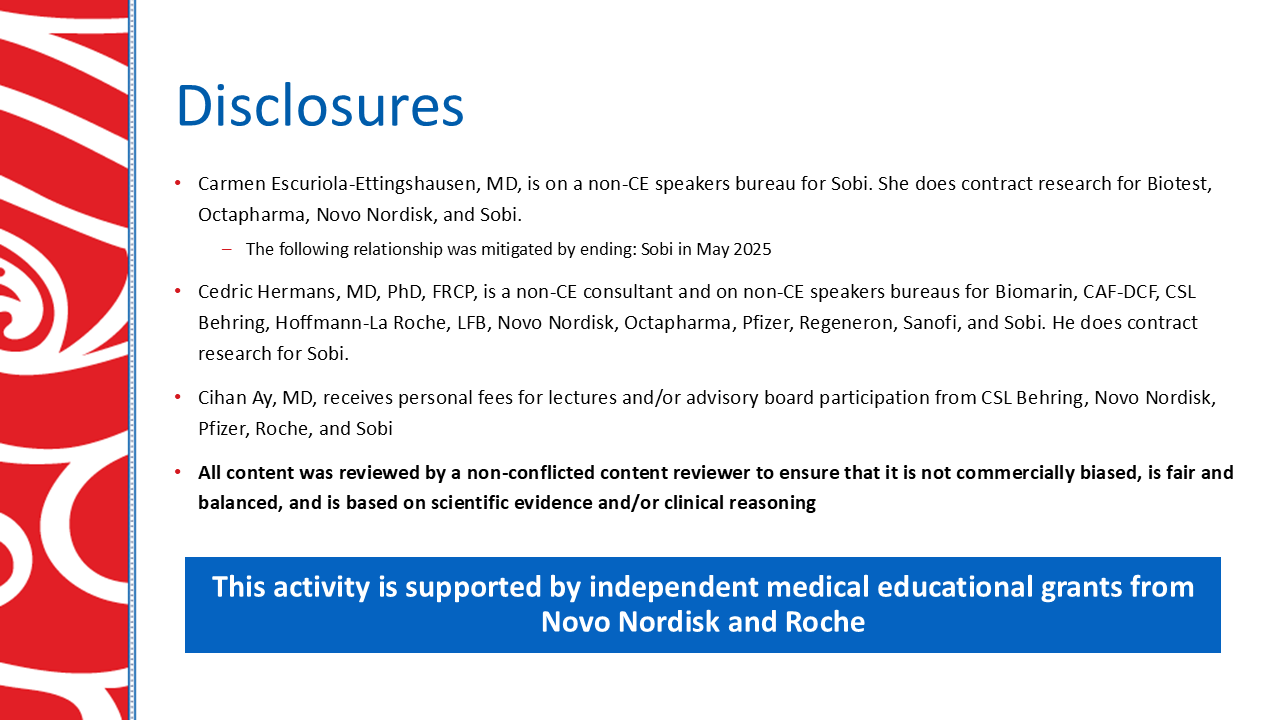 Disclosures
• Carmen Escuriola-Ettingshausen, MD, is on a non-CE speakers bureau for Sobi. She does contract research for Biotest,
Octapharma, Novo Nordisk, and Sobi.
– The following relationship was mitigated by ending: Sobi in May 2025
• Cedric Hermans, MD, PhD, FRCP, is a non-CE consultant and on non-CE speakers bureaus for Biomarin, CAF-DCF, CSL
Behring, Hoffmann-La Roche, LFB, Novo Nordisk, Octapharma, Pfizer, Regeneron, Sanofi, and Sobi. He does contract
research for Sobi.
• Cihan Ay, MD, receives personal fees for lectures and/or advisory board participation from CSL Behring, Novo Nordisk,
Pfizer, Roche, and Sobi
• All content was reviewed by a non-conflicted content reviewer to ensure that it is not commercially biased, is fair and
balanced, and is based on scientific evidence and/or clinical reasoning
This activity is supported by independent medical educational grants from
Novo Nordisk and Roche